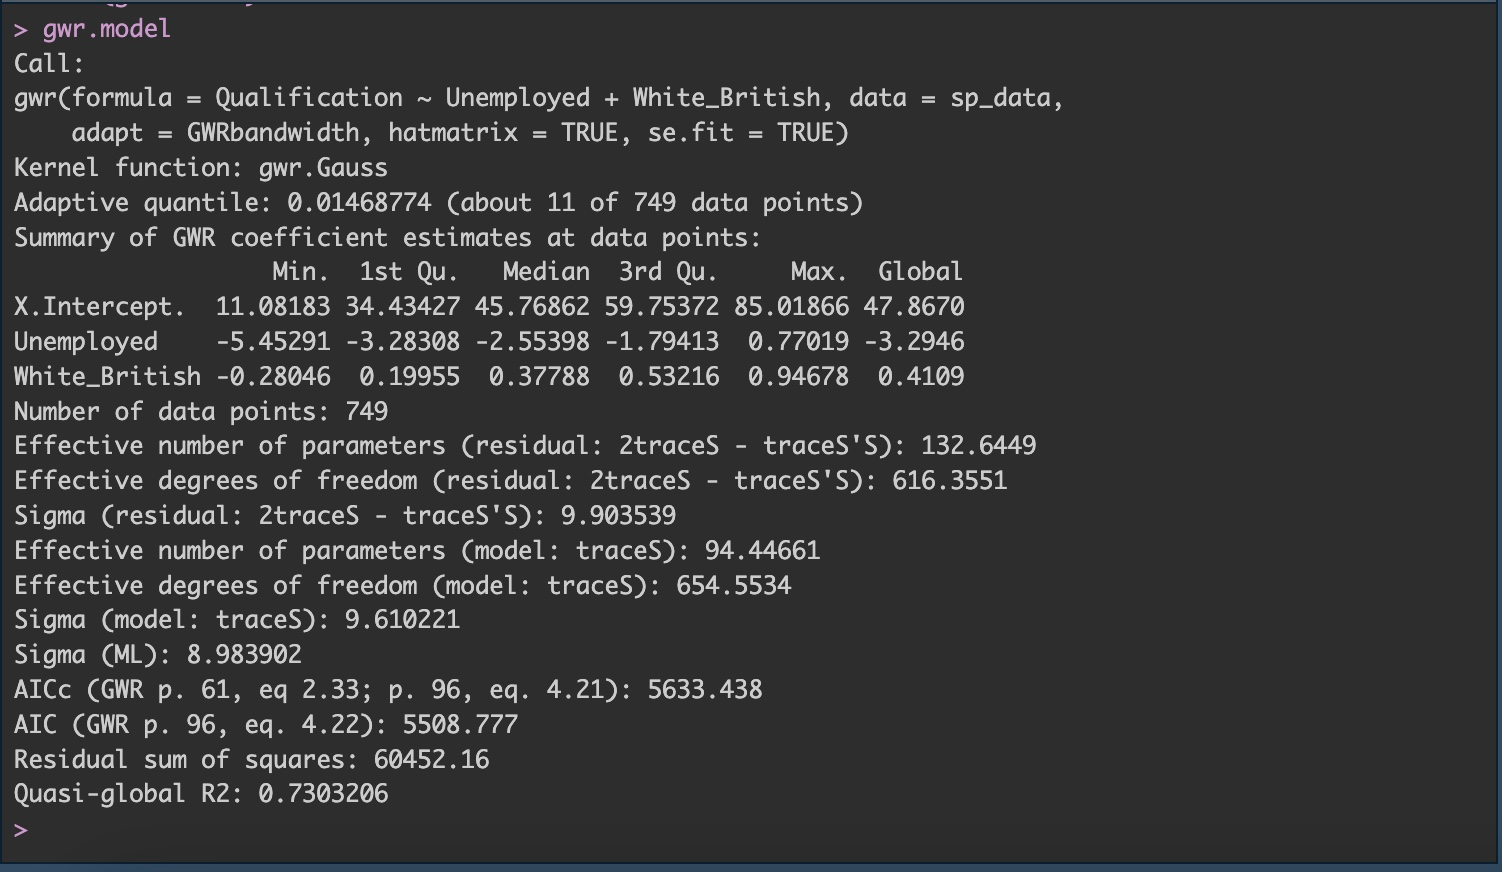 > gwr.model
Call:
gwr(formula = Qualification ~ Unemployed + White_British, data = sp_data,
    adapt = GWRbandwidth, hatmatrix = TRUE, se.fit = TRUE)
Kernel function: gwr.Gauss
Adaptive quantile: 0.01468774 (about 11 of 749 data points)
Summary of GWR coefficient estimates at data points:
                  Min.  1st Qu.   Median  3rd Qu.     Max.  Global
X.Intercept.  11.08183 34.43427 45.76862 59.75372 85.01866 47.8670
Unemployed    -5.45291 -3.28308 -2.55398 -1.79413  0.77019 -3.2946
White_British -0.28046  0.19955  0.37788  0.53216  0.94678  0.4109
Number of data points: 749
Effective number of parameters (residual: 2traceS - traceS'S): 132.6449
Effective degrees of freedom (residual: 2traceS - traceS'S): 616.3551
Sigma (residual: 2traceS - traceS'S): 9.903539
Effective number of parameters (model: traceS): 94.44661
Effective degrees of freedom (model: traceS): 654.5534
Sigma (model: traceS): 9.610221
Sigma (ML): 8.983902
AICc (GWR p. 61, eq 2.33; p. 96, eq. 4.21): 5633.438
AIC (GWR p. 96, eq. 4.22): 5508.777
Residual sum of squares: 60452.16
Quasi-global R2: 0.7303206
>